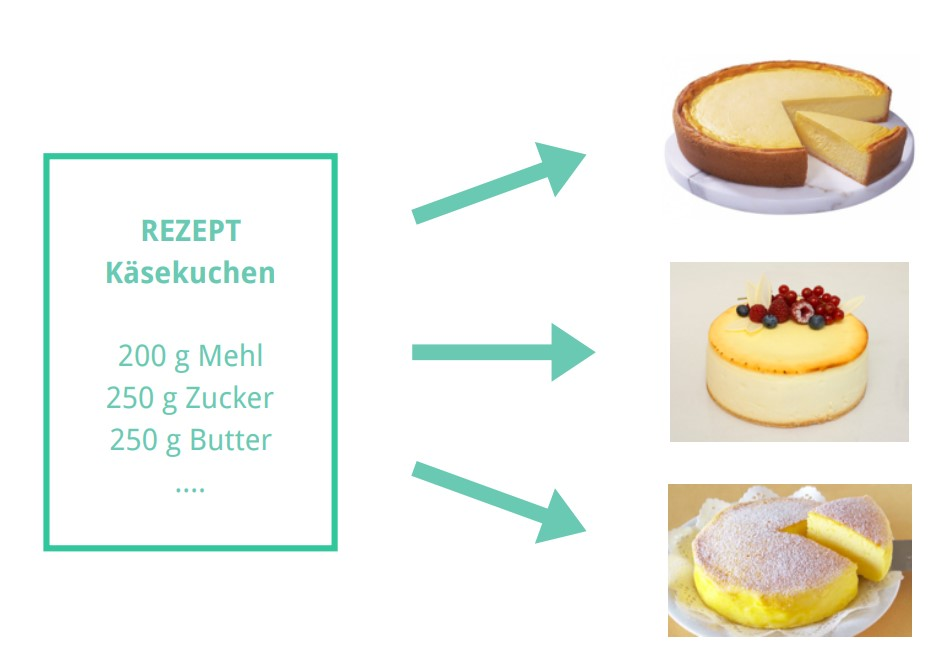 REZEPT
Käsekuchen
200 g Mehl
250 g Zucker
250 g Butter
....